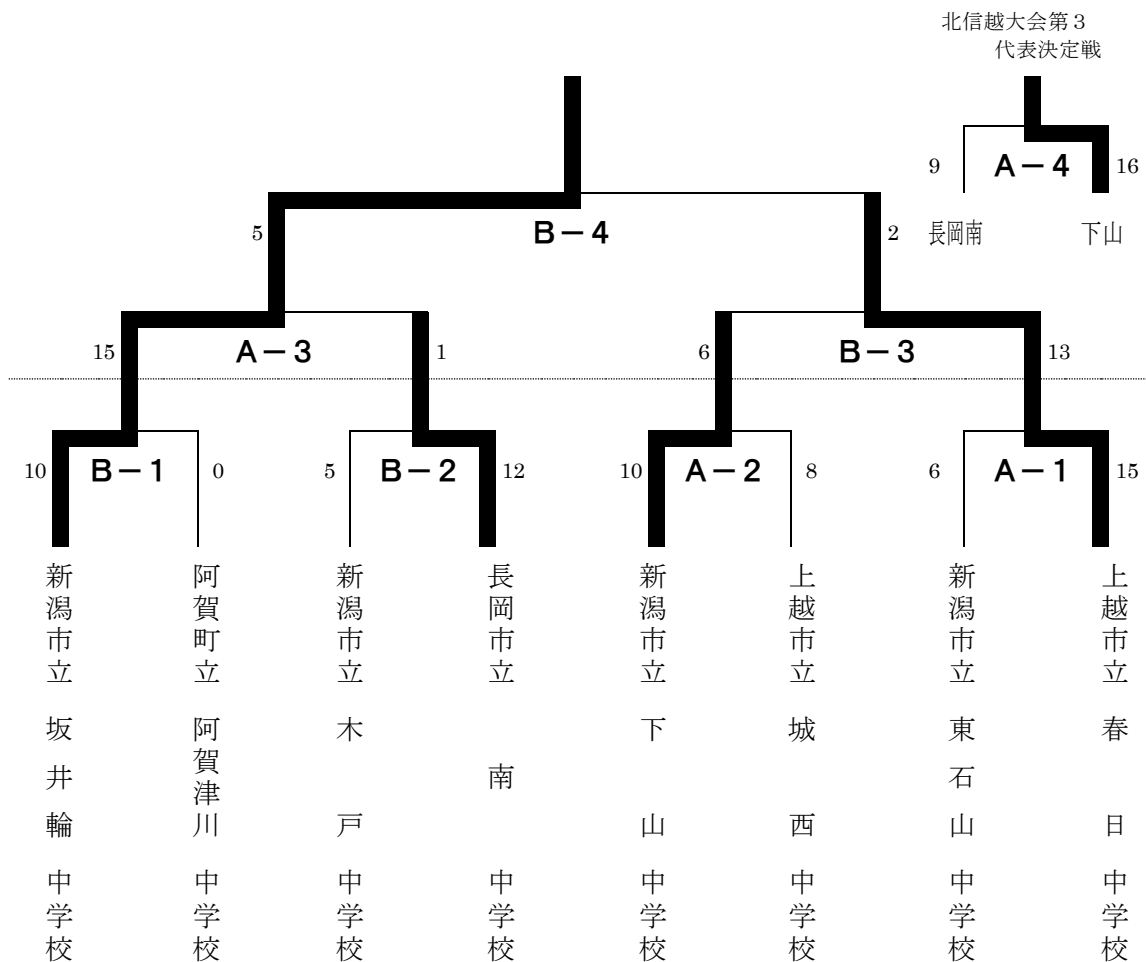 北信越大会第3
代表決定戦
9 A-4 16
長岡南 下山
5 B-4 2
15 A-3 1
6 B-3 13
10 B-1 0
5 B-2 12
10 A-2 8
6 A-1 15
新潟市立 坂井輪 中学校
阿賀町立 阿賀津川 中学校
新潟市立 木戸 中学校
長岡市立 南 中学校
新潟市立 下山 中学校
上越市立 城西 中学校
新潟市立 東石山 中学校
上越市立 春日 中学校